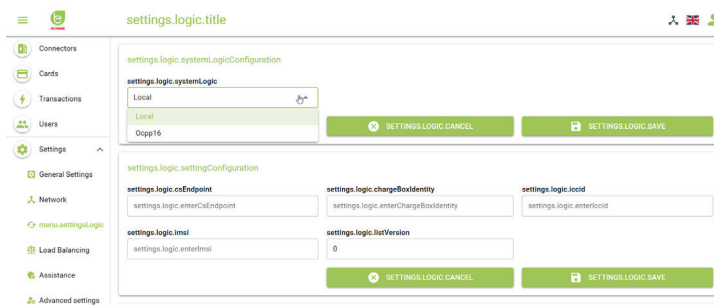 settings.logic.title
Connectors
Cards
Transactions
Users
Settings
General Settings
Network
menu.settingsLogic
Load Balancing
Assistance
Advanced settings
settings.logic.systemLogicConfiguration
settings.logic.systemLogic
Local
Local
Ocpp16
SETTINGS.LOGIC.CANCEL
SETTINGS.LOGIC.SAVE
settings.logic.settingConfiguration
settings.logic.csEndpoint
settings.logic.enterCsEndpoint
settings.logic.chargeBoxIdentity
settings.logic.enterChargeBoxIdentity
settings.logic.iccid
settings.logic.enterIccid
settings.logic.imsi
settings.logic.enterImsi
settings.logic.listVersion
0
SETTINGS.LOGIC.CANCEL
SETTINGS.LOGIC.SAVE